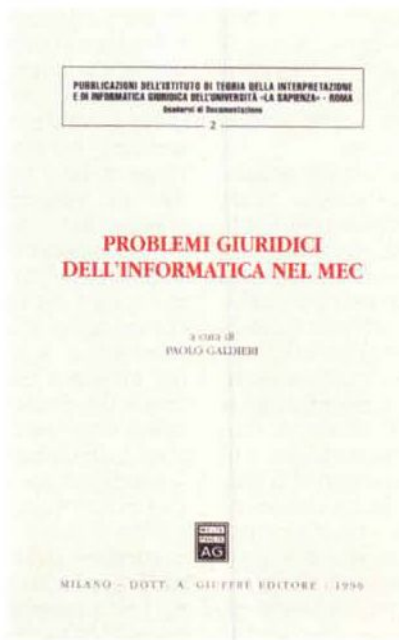 PUBBLICAZIONI DELL'ISTITUTO DI TEORIA DELLA INTERPRETAZIONE
E DI INFORMATICA GIURIDICA DELL'UNIVERSITÀ «LA SAPIENZA» - ROMA
Quaderni di Documentazione
2
PROBLEMI GIURIDICI
DELL'INFORMATICA NEL MEC
a cura di
PAOLO GALDIERI
AG
MILANO - DOTT. A. GIUFFRÈ EDITORE - 1996